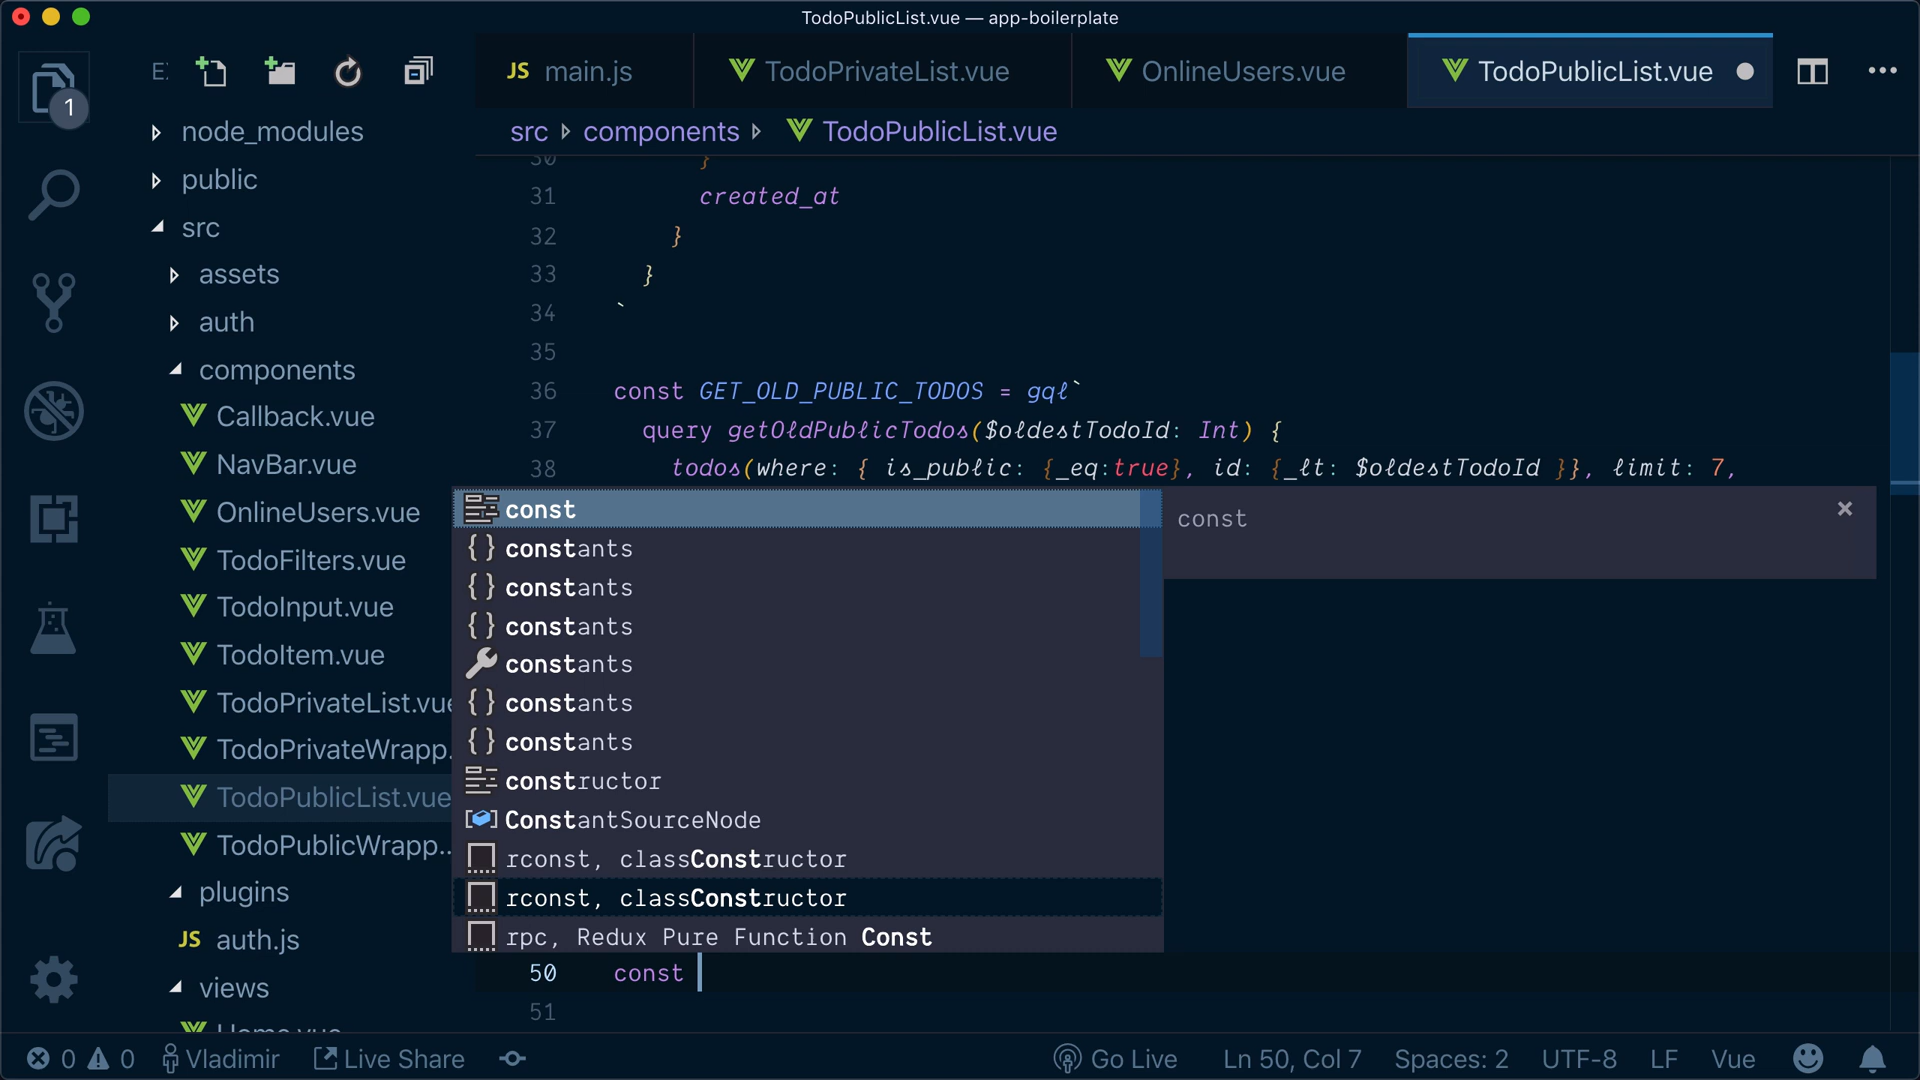 TodoPublicList.vue — app-boilerplate
1
E:
JS main.js
TodoPrivateList.vue
OnlineUsers.vue
TodoPublicList.vue
src
components
TodoPublicList.vue
node_modules
public
src
assets
auth
components
Callback.vue
NavBar.vue
OnlineUsers.vue
TodoFilters.vue
TodoInput.vue
TodoItem.vue
TodoPrivateList.vue
TodoPrivateWrapp.
TodoPublicList.vue
TodoPublicWrapp..
plugins
JS auth.js
views
Home.vue
30 }
31 created_at
32 }
33 }
34 `
35
36 const GET_OLD_PUBLIC_TODOS = gql`
37 query getOldPublicTodos($oldestTodoId: Int) {
38 todos(where: { is_public: {_eq:true}, id: {_lt: $oldestTodoId }}, limit: 7,
const
const
constants
constants
constants
constants
constants
constants
constructor
ConstantSourceNode
rconst, classConstructor
rconst, classConstructor
rpc, Redux Pure Function Const
50 const
51
0 0 Vladimir Live Share
Go Live Ln 50, Col 7 Spaces: 2 UTF-8 LF Vue